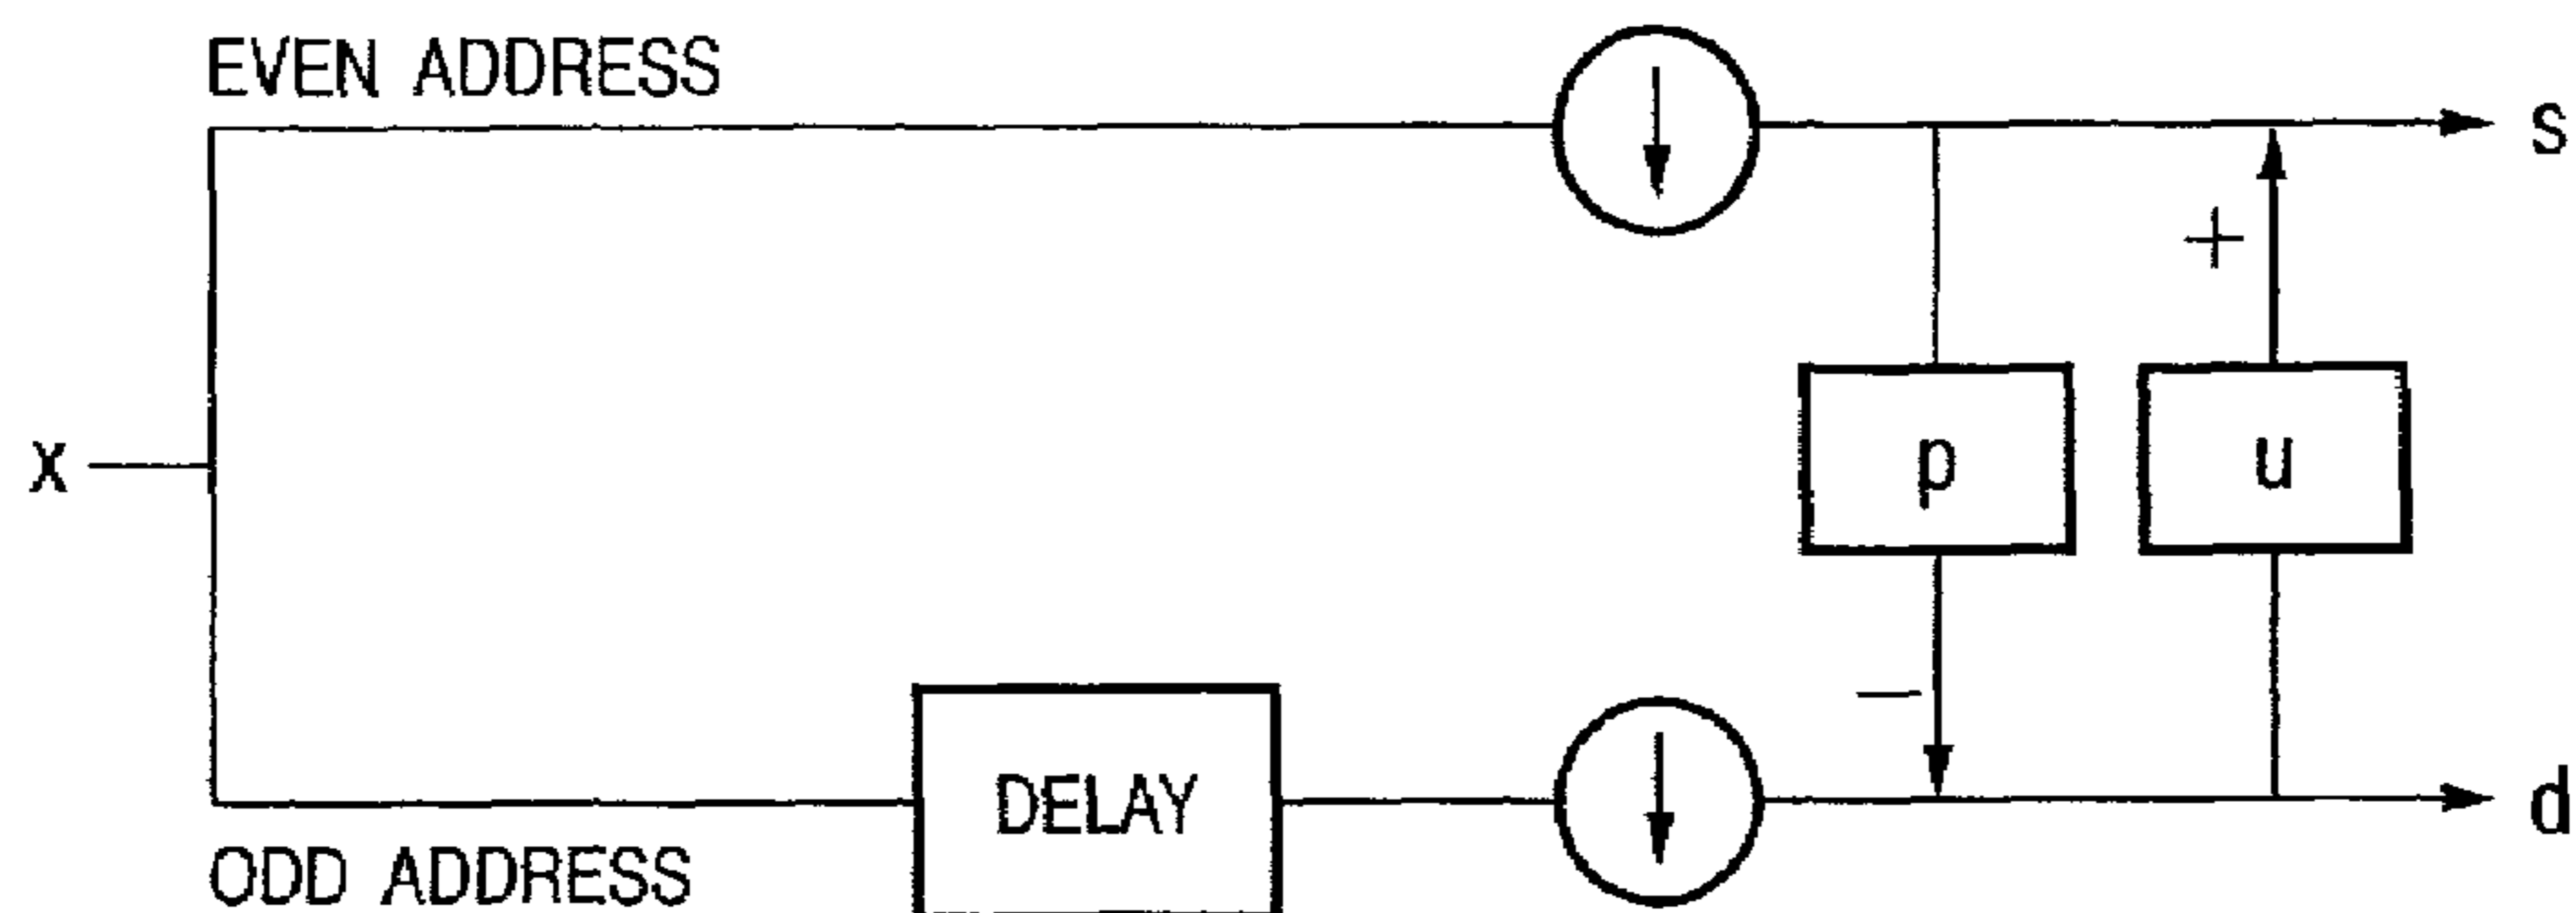 EVEN ADDRESS
s
+
x
p
u
−
DELAY
d
ODD ADDRESS